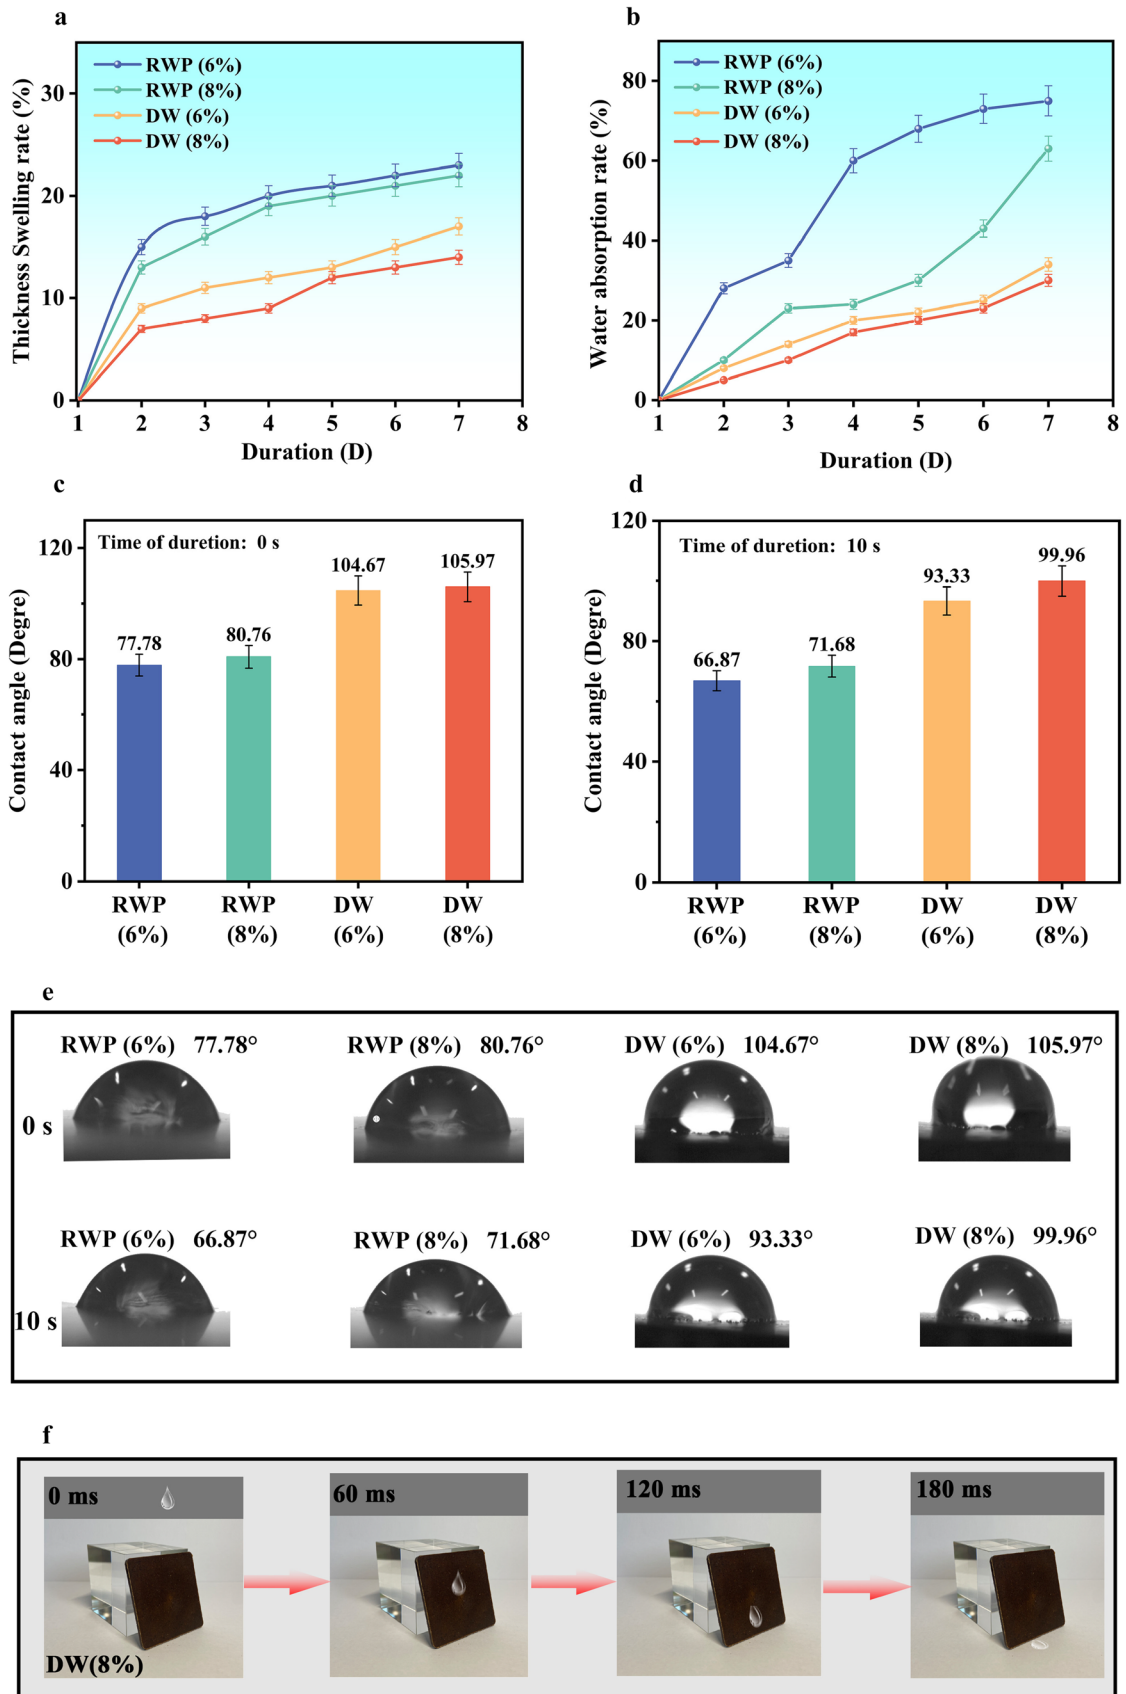 a
RWP (6%)
RWP (8%)
DW (6%)
DW (8%)
Thickness Swelling rate (%)
30
20
10
0
1 2 3 4 5 6 7 8
Duration (D)
b
RWP (6%)
RWP (8%)
DW (6%)
DW (8%)
Water absorption rate (%)
80
60
40
20
0
1 2 3 4 5 6 7 8
Duration (D)
c
Time of duretion: 0 s
Contact angle (Degre)
120
80
40
0
77.78
80.76
104.67
105.97
RWP RWP DW DW
(6%) (8%) (6%) (8%)
d
Time of duretion: 10 s
Contact angle (Degre)
120
80
40
0
66.87
71.68
93.33
99.96
RWP RWP DW DW
(6%) (8%) (6%) (8%)
e
RWP (6%) 77.78° RWP (8%) 80.76° DW (6%) 104.67° DW (8%) 105.97°
0 s
RWP (6%) 66.87° RWP (8%) 71.68° DW (6%) 93.33° DW (8%) 99.96°
10 s
f
0 ms 60 ms 120 ms 180 ms
DW(8%)